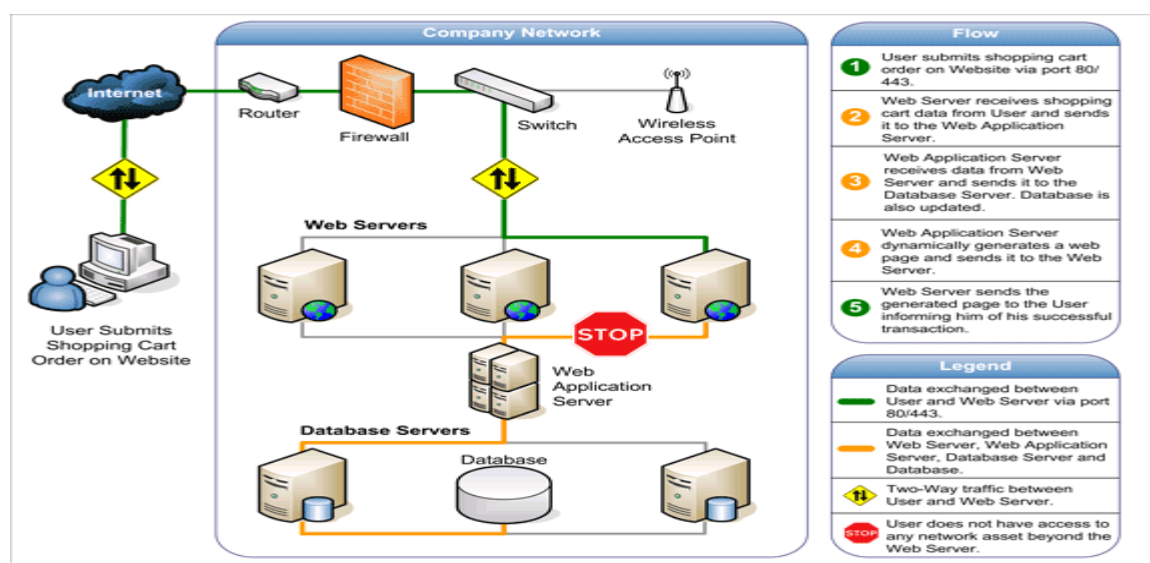 Company Network
Internet
Router
Firewall
Switch
Wireless
Access Point
Web Servers
User Submits
Shopping Cart
Order on Website
STOP
Web
Application
Server
Database Servers
Database
Flow
1
User submits shopping cart
order on Website via port 80/
443.
2
Web Server receives shopping
cart data from User and sends
it to the Web Application
Server.
3
Web Application Server
receives data from Web
Server and sends it to the
Database Server. Database is
also updated.
4
Web Application Server
dynamically generates a web
page and sends it to the Web
Server.
5
Web Server sends the
generated page to the User
informing him of his successful
transaction.
Legend
Data exchanged between
User and Web Server via port
80/443.
Data exchanged between
Web Server, Web Application
Server, Database Server and
Database.
Two-Way traffic between
User and Web Server.
STOP
User does not have access to
any network asset beyond the
Web Server.